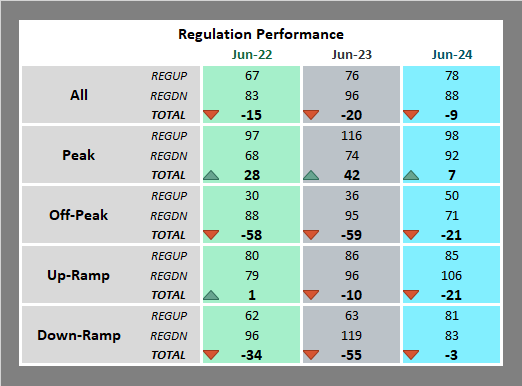 Regulation Performance
Jun-22 Jun-23 Jun-24
REGUP 67 76 78
All REGDN 83 96 88
TOTAL -15 -20 -9
REGUP 97 116 98
Peak REGDN 68 74 92
TOTAL 28 42 7
REGUP 30 36 50
Off-Peak REGDN 88 95 71
TOTAL -58 -59 -21
REGUP 80 86 85
Up-Ramp REGDN 79 96 106
TOTAL 1 -10 -21
REGUP 62 63 81
Down-Ramp REGDN 96 119 83
TOTAL -34 -55 -3